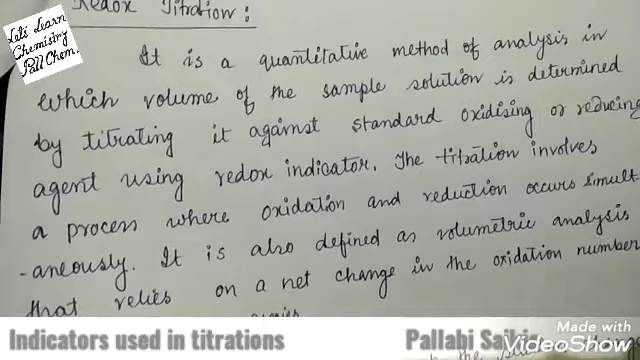 Let's Learn
Chemistry
Pall Chem.
Redox Titration :
It is a quantitative method of analysis in
which volume of the sample solution is determined
by titrating it against standard oxidising or reducing
agent using redox indicator. The titration involves
a process where oxidation and reduction occurs simult
-aneously. It is also defined as volumetric analysis
that relies on a net change in the oxidation number
Indicators used in titrations
Pallabi Saikia
Made with
VideoShow